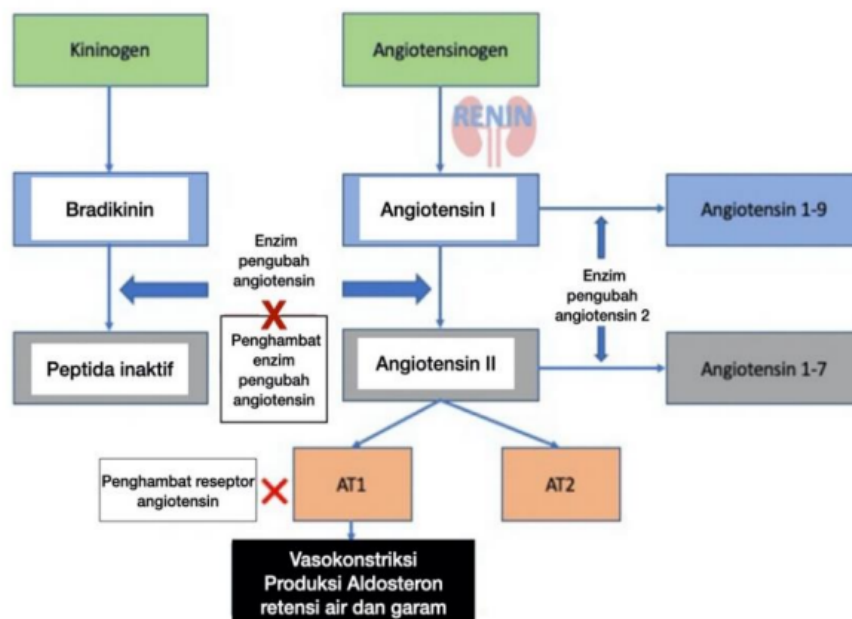 Kininogen
Angiotensinogen
RENIN
Bradikinin
Angiotensin I
Angiotensin 1-9
Enzim
pengubah
angiotensin
Enzim
pengubah
angiotensin 2
X
Penghambat
enzim
pengubah
angiotensin
Peptida inaktif
Angiotensin II
Angiotensin 1-7
Penghambat reseptor
angiotensin
X
AT1
AT2
Vasokonstriksi
Produksi Aldosteron
retensi air dan garam